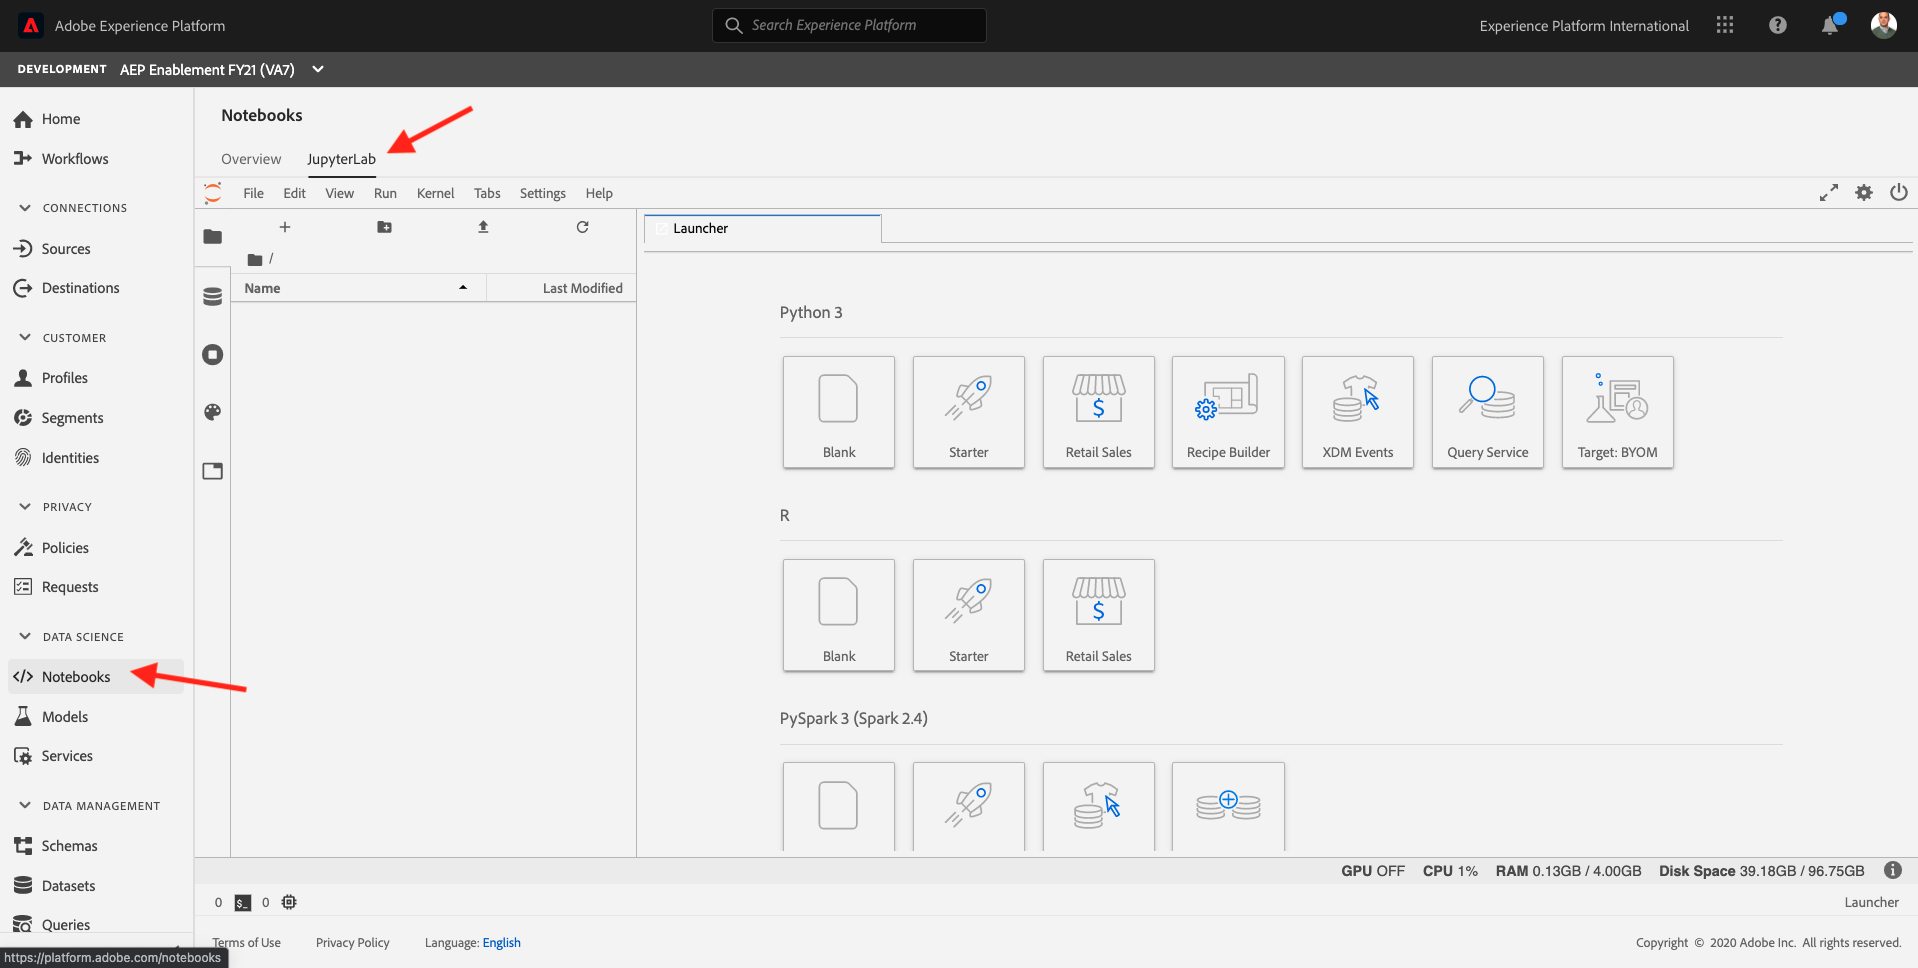 Adobe Experience Platform
Search Experience Platform
Experience Platform International
DEVELOPMENT AEP Enablement FY21 (VA7)
Home
Workflows
CONNECTIONS
Sources
Destinations
CUSTOMER
Profiles
Segments
Identities
PRIVACY
Policies
Requests
DATA SCIENCE
Notebooks
Models
Services
DATA MANAGEMENT
Schemas
Datasets
Queries
https://platform.adobe.com/notebooks
Notebooks
Overview JupyterLab
File Edit View Run Kernel Tabs Settings Help
/
Name Last Modified
Launcher
Python 3
Blank Starter Retail Sales Recipe Builder XDM Events Query Service Target: BYOM
R
Blank Starter Retail Sales
PySpark 3 (Spark 2.4)
GPU OFF CPU 1% RAM 0.13GB / 4.00GB Disk Space 39.18GB / 96.75GB
0 $_ 0 Launcher
Terms of Use Privacy Policy Language: English
Copyright © 2020 Adobe Inc. All rights reserved.